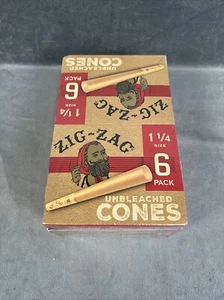 UNBLEACHED
CONES
6
PACK
1 1/4
SIZE
ZIG-ZAG
ZIG-ZAG
1 1/4
SIZE
6
PACK
UNBLEACHED
CONES